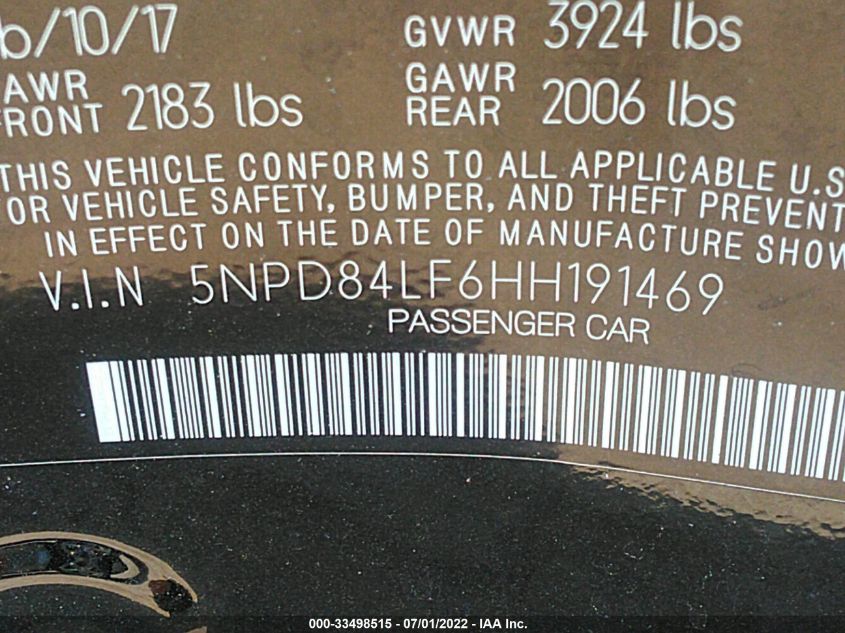 6/10/17 GVWR 3924 lbs
AWR FRONT 2183 lbs GAWR REAR 2006 lbs
THIS VEHICLE CONFORMS TO ALL APPLICABLE U.S
OR VEHICLE SAFETY, BUMPER, AND THEFT PREVENT
IN EFFECT ON THE DATE OF MANUFACTURE SHOW
V.I.N 5NPD84LF6HH191469
PASSENGER CAR
000-33498515 - 07/01/2022 - IAA Inc.